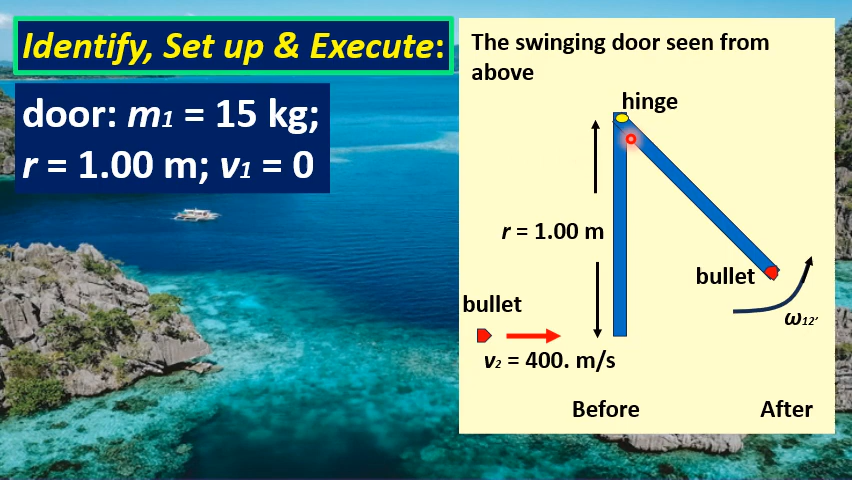 Identify, Set up & Execute:
door: m₁ = 15 kg;
r = 1.00 m; v₁ = 0
The swinging door seen from
above
hinge
r = 1.00 m
bullet
bullet
ω₁₂′
v₂ = 400. m/s
Before
After